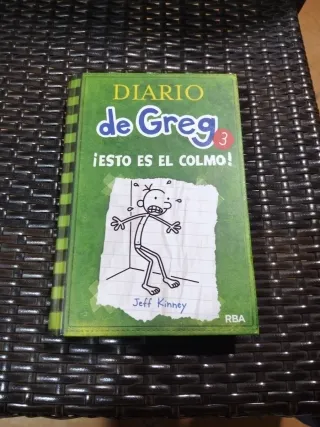 DIARIO
de Greg 3
¡ESTO ES EL COLMO!
Jeff Kinney
RBA